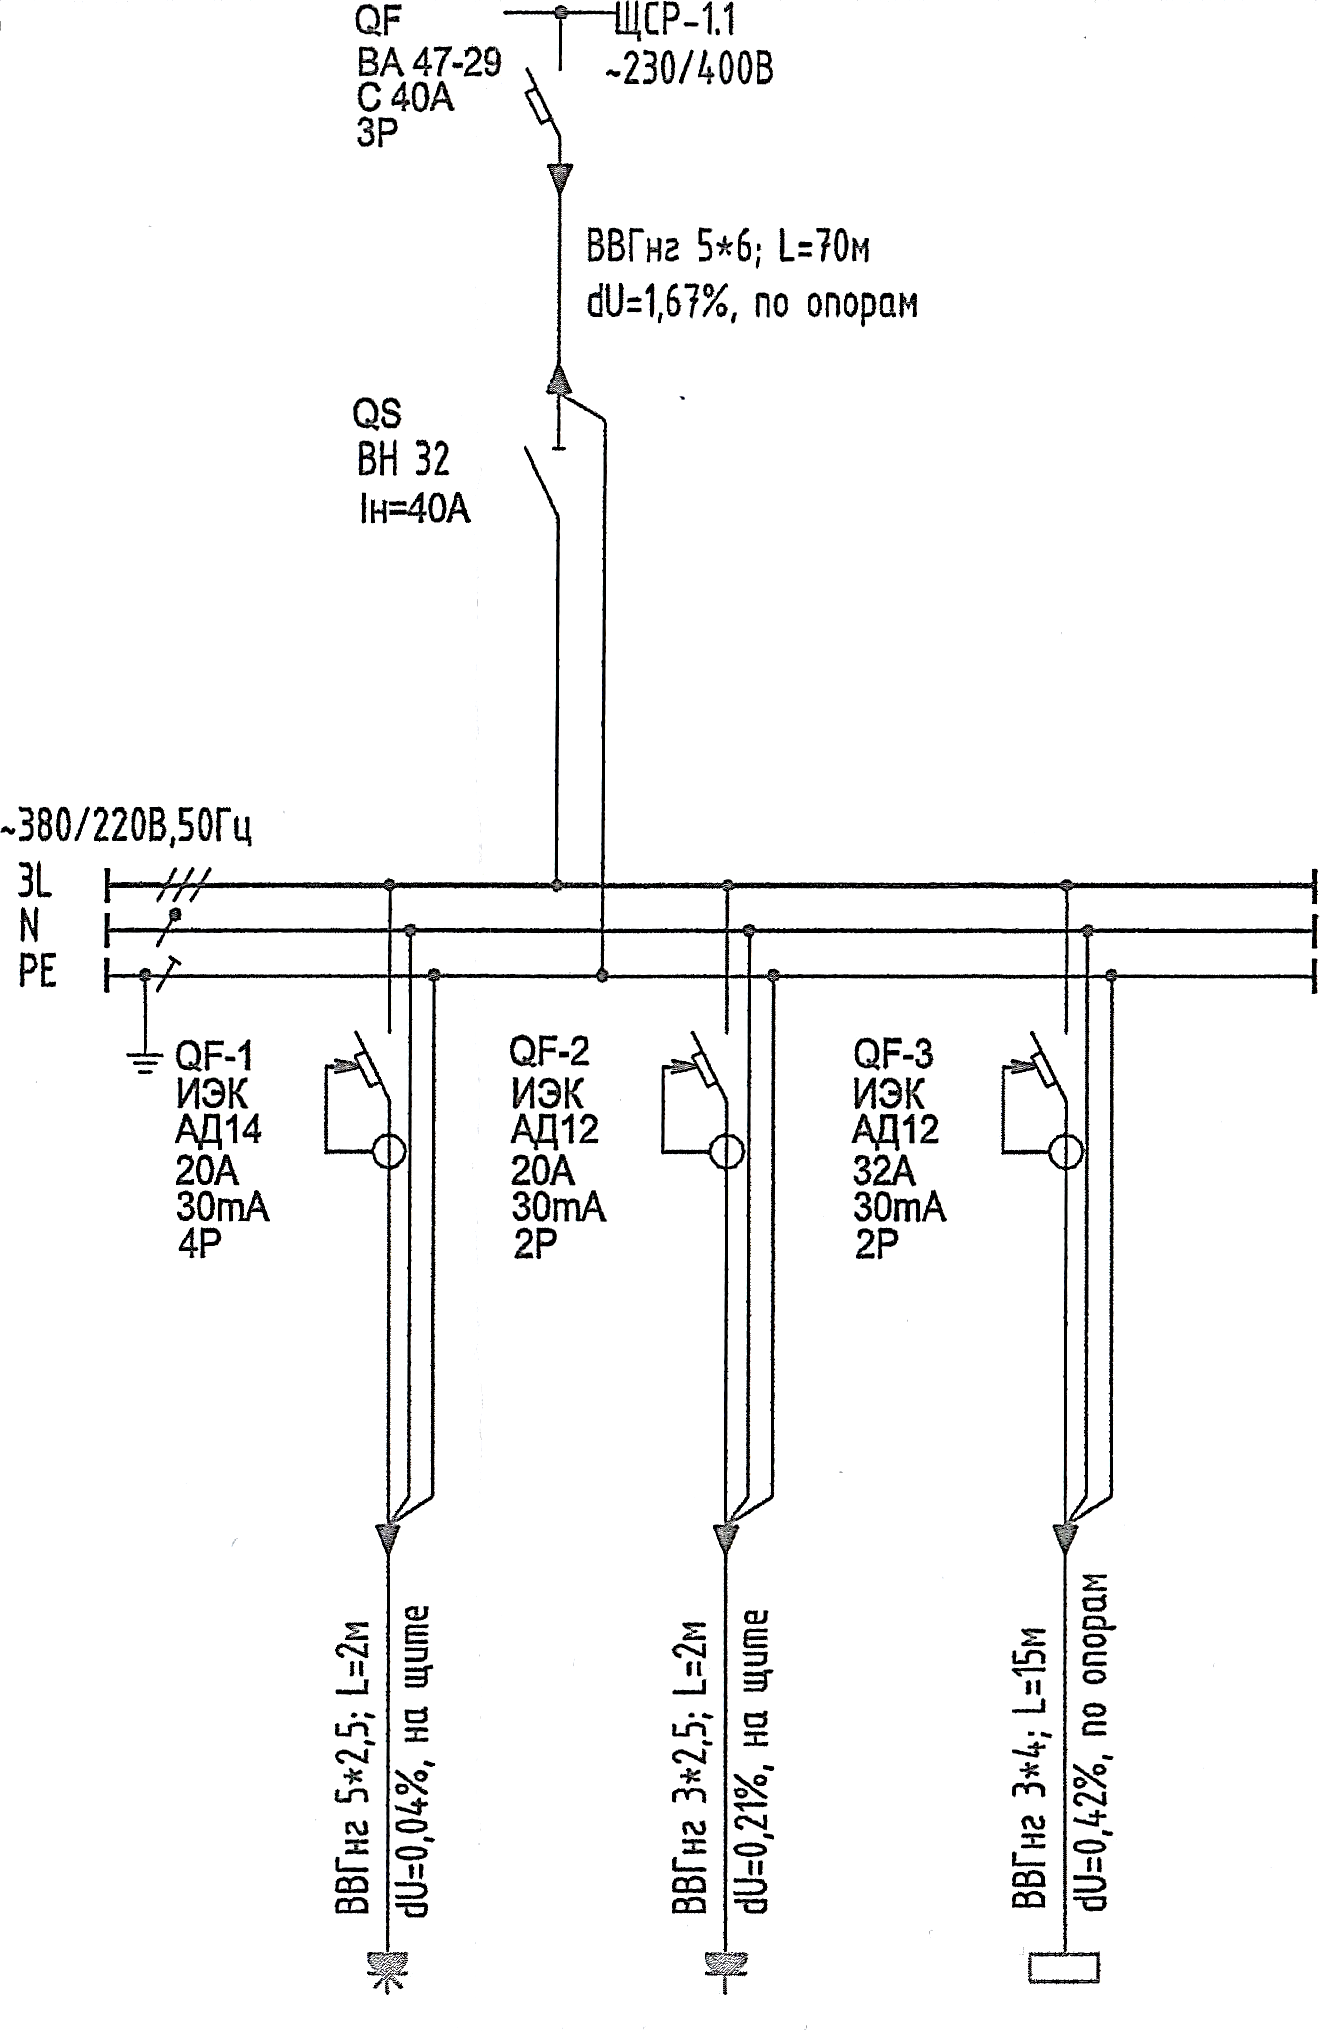 QF
ВА 47-29
С 40А
3Р
ЩСР-1.1
~230/400В
ВВГнг 5*6; L=70м
dU=1,67%, по опорам
QS
ВН 32
Iн=40А
~380/220В,50Гц
3L
N
PE
QF-1
ИЭК
АД14
20А
30mA
4Р
QF-2
ИЭК
АД12
20А
30mA
2Р
QF-3
ИЭК
АД12
32А
30mA
2Р
ВВГнг 5*2,5; L=2м
dU=0,04%, на щите
ВВГнг 3*2,5; L=2м
dU=0,21%, на щите
ВВГнг 3*4; L=15м
dU=0,42%, по опорам